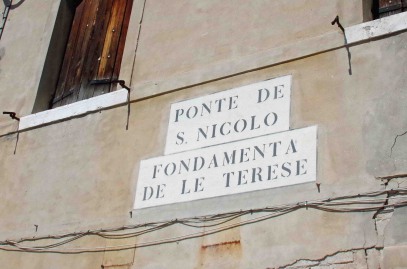 PONTE DE
S. NICOLO
FONDAMENTA
DE LE TERESE